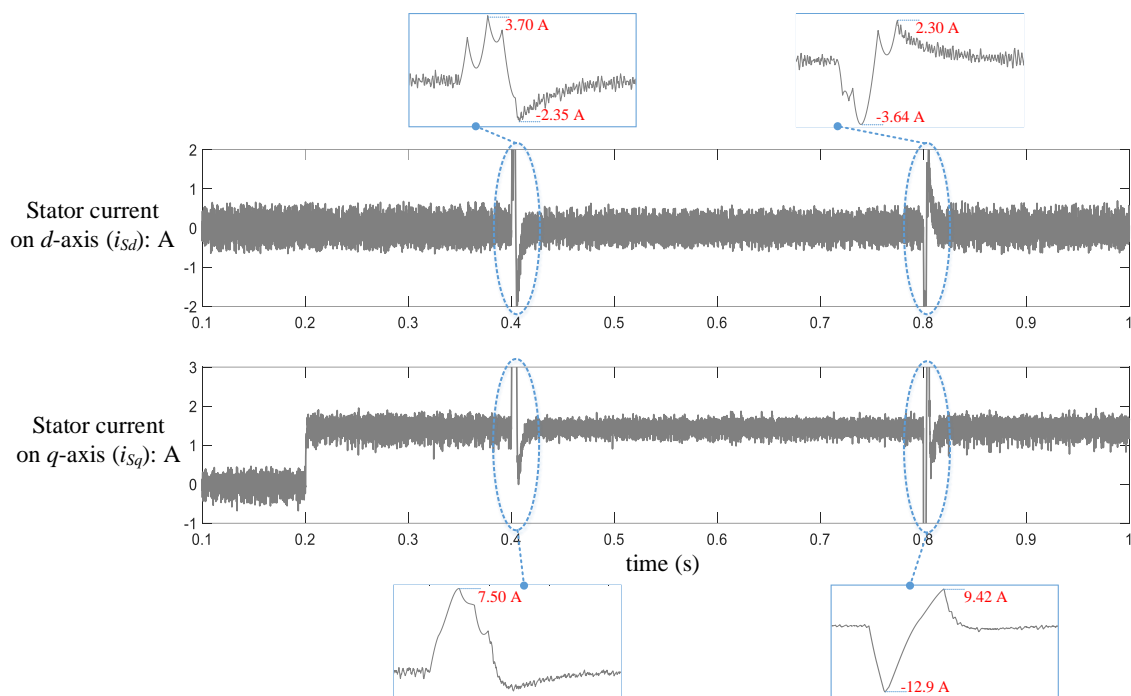 3.70 A
2.30 A
-2.35 A
-3.64 A
Stator current
on d-axis (iSd): A
2
1
0
-1
-2
0.1 0.2 0.3 0.4 0.5 0.6 0.7 0.8 0.9 1
Stator current
on q-axis (iSq): A
3
2
1
0
-1
0.1 0.2 0.3 0.4 0.5 0.6 0.7 0.8 0.9 1
time (s)
7.50 A
9.42 A
-12.9 A